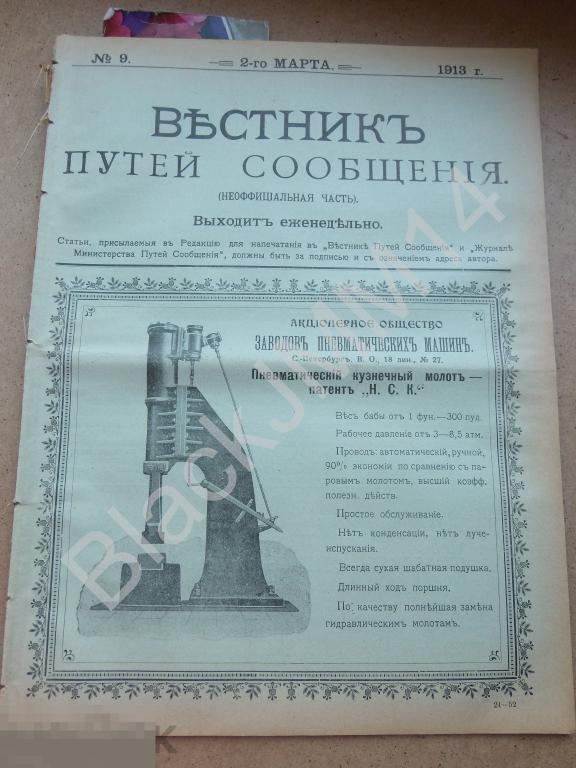 № 9.
2-го МАРТА.
1913 г.
ВѢСТНИКЪ
ПУТЕЙ СООБЩЕНІЯ.
(НЕОФФИЦІАЛЬНАЯ ЧАСТЬ).
Выходитъ еженедѣльно.
Статьи, присылаемыя въ Редакцію для напечатанія въ „Вѣстникѣ Путей Сообщенія“ и „Журналѣ
Министерства Путей Сообщенія“, должны быть за подписью и съ означеніемъ адреса автора.
АКЦІОНЕРНОЕ ОБЩЕСТВО
ЗАВОДОВЪ ПНЕВМАТИЧЕСКИХЪ МАШИНЪ.
С.-Петербургъ. В. О., 18 лин., № 27.
Пневматическій кузнечный молотъ —
патентъ „Н. С. К.“
Вѣсъ бабы от 1 фун.—300 пуд.
Рабочее давленіе отъ 3—8,5 атм.
Проводъ: автоматическій, ручной,
90% экономіи по сравненію съ па-
ровымъ молотомъ, высшій коэфф.
полезн. дѣйств.
Простое обслуживаніе.
Нѣтъ конденсаціи, нѣтъ луче-
испусканія.
Всегда сухая шабатная подушка.
Длинный ходъ поршня.
По качеству полнѣйшая замѣна
гидравлическимъ молотамъ.
21—52
BlackJMM14